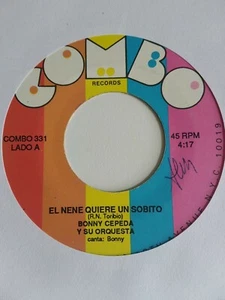 COMBO
RECORDS
COMBO 331
LADO A
45 RPM
4:17
EL NENE QUIERE UN SOBITO
(R.N. Toribio)
BONNY CEPEDA
Y SU ORQUESTA
canta: Bonny
N.Y.C. 10019